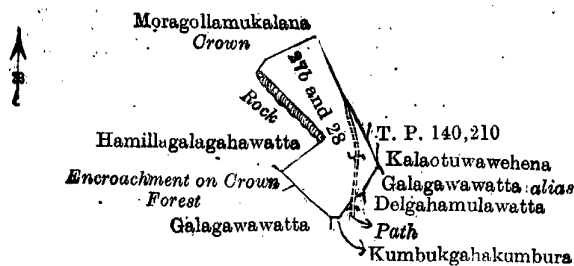 Moragollamukalana
Crown
27b and 28
Rock
T. P. 140,210
Hamillagalagahawatta
Kalaotuwawehena
Encroachment on Crown
Forest
Galagawawatta alias
Delgahamulawatta
Galagawawatta
Path
Kumbukgahakumbura